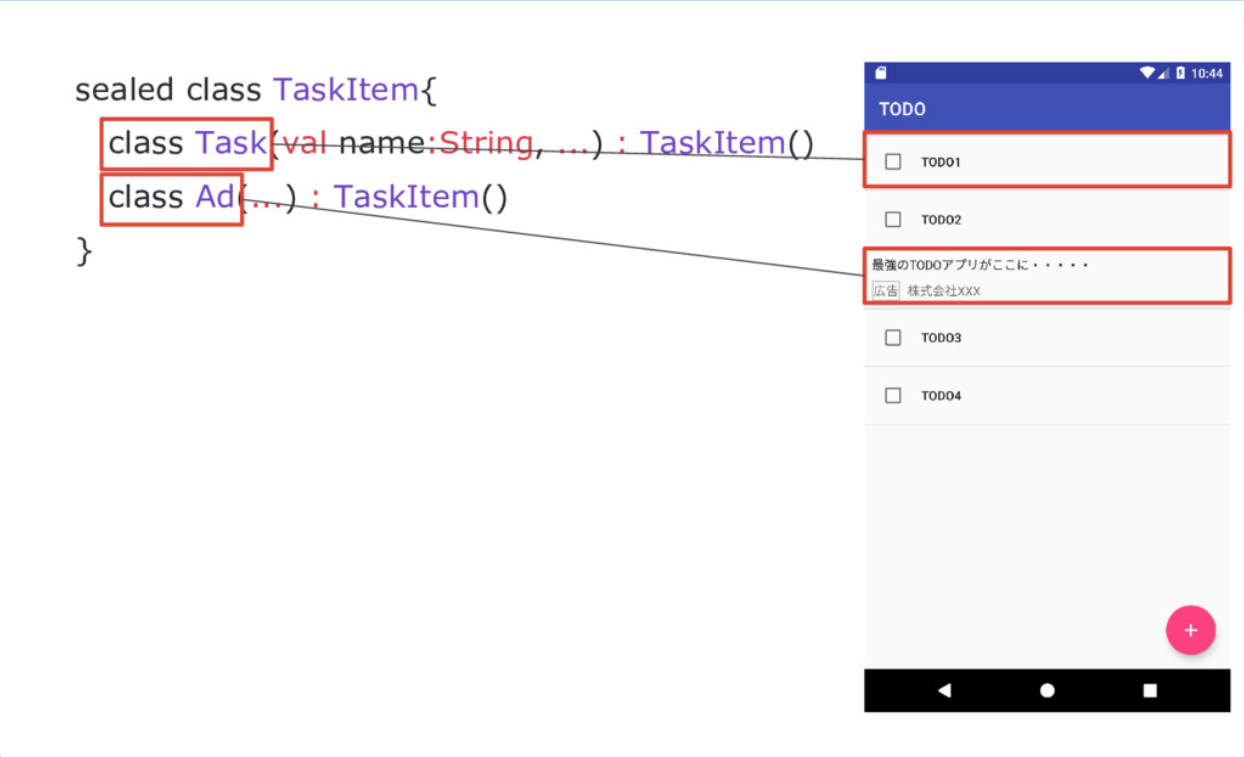 sealed class TaskItem{
class Task(val name:String, ...) : TaskItem()
class Ad(...) : TaskItem()
}
10:44
TODO
TODO1
TODO2
最強のTODOアプリがここに・・・・・
広告 株式会社XXX
TODO3
TODO4
+